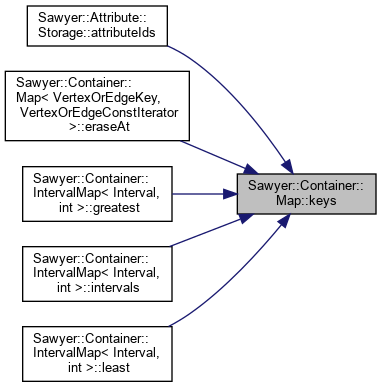 Sawyer::Attribute::
Storage::attributeIds
Sawyer::Container::
Map< VertexOrEdgeKey,
VertexOrEdgeConstIterator
>::eraseAt
Sawyer::Container::
IntervalMap< Interval,
int >::greatest
Sawyer::Container::
IntervalMap< Interval,
int >::intervals
Sawyer::Container::
IntervalMap< Interval,
int >::least
Sawyer::Container::
Map::keys